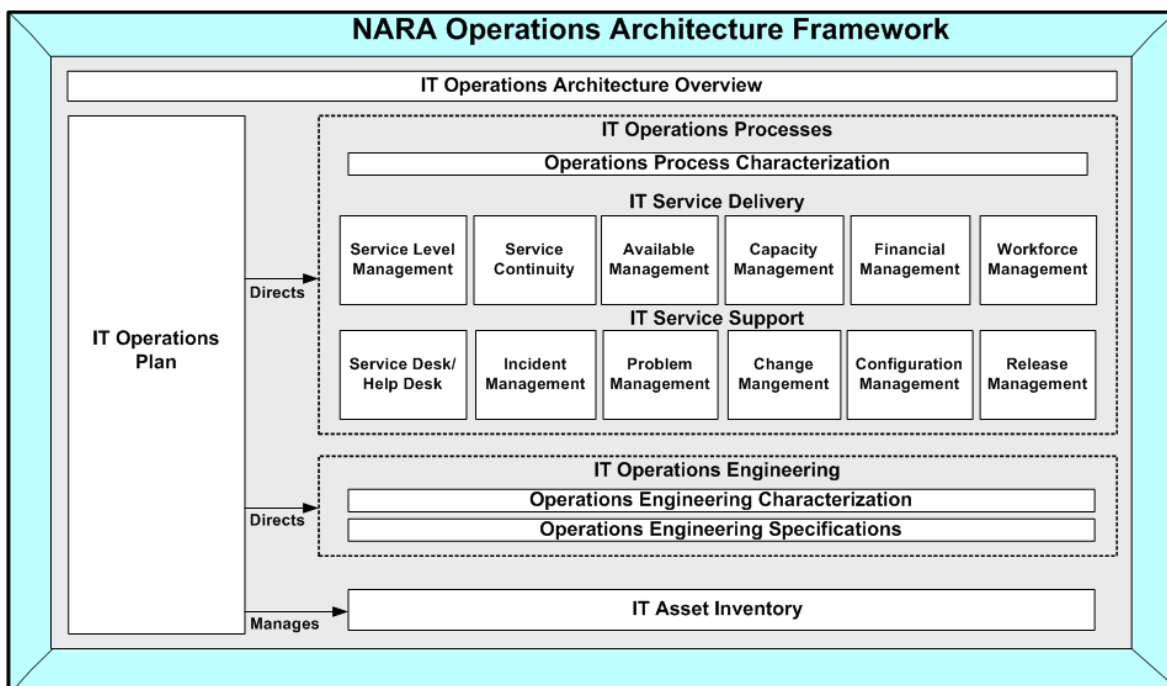 NARA Operations Architecture Framework
IT Operations Architecture Overview
IT Operations
Plan
Directs
Directs
Manages
IT Operations Processes
Operations Process Characterization
IT Service Delivery
Service Level
Management
Service
Continuity
Available
Management
Capacity
Management
Financial
Management
Workforce
Management
IT Service Support
Service Desk/
Help Desk
Incident
Management
Problem
Management
Change
Mangement
Configuration
Management
Release
Management
IT Operations Engineering
Operations Engineering Characterization
Operations Engineering Specifications
IT Asset Inventory